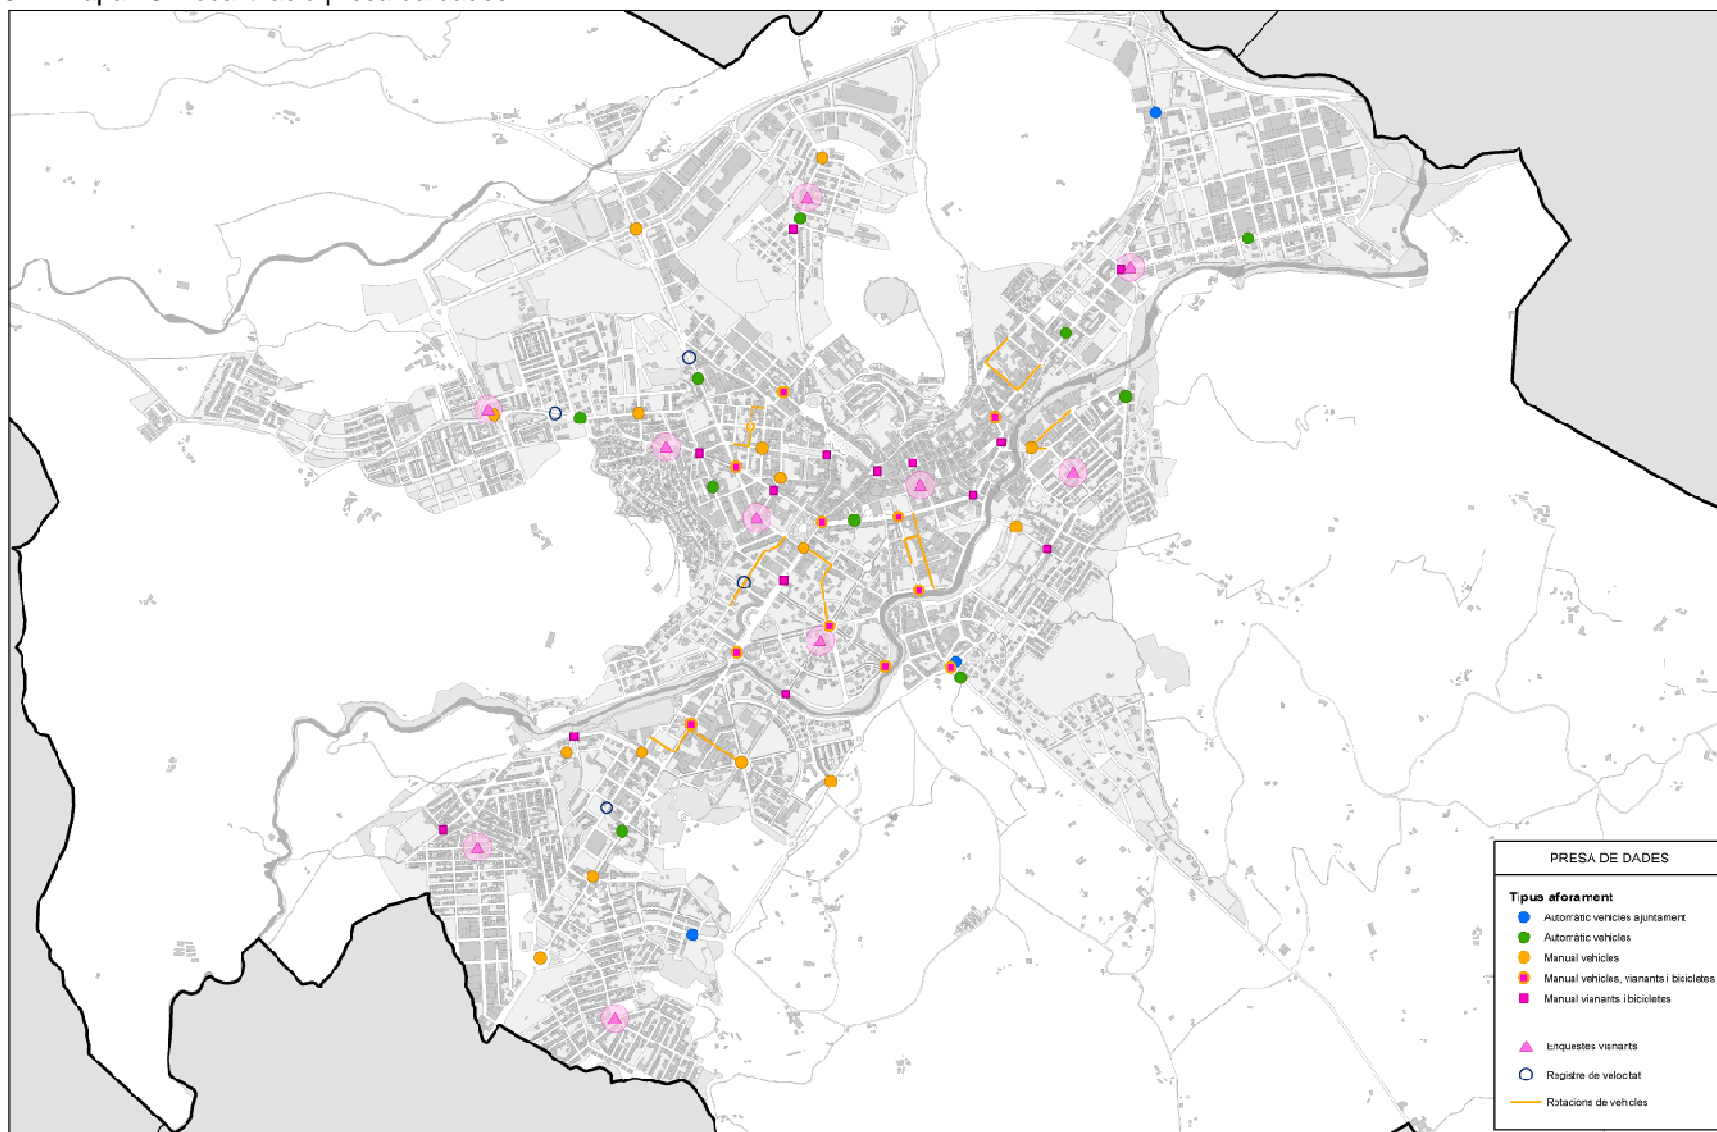 PRESA DE DADES
Tipus aforament
Automàtic vehicles ajuntament
Automàtic vehicles
Manual vehicles
Manual vehicles, vianants i bicicletes
Manual vianants i bicicletes
Enquestes vianants
Registre de velocitat
Rotacions de vehicles